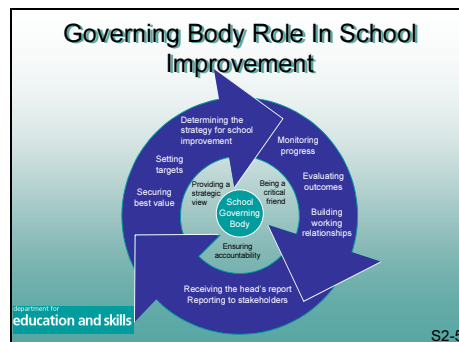 Governing Body Role In School
Improvement
Determining the
strategy for school
improvement
Setting
targets
Securing
best value
Monitoring
progress
Evaluating
outcomes
Building
working
relationships
Providing a
strategic
view
Being a
critical
friend
School
Governing
Body
Ensuring
accountability
Receiving the head's report
Reporting to stakeholders
department for
education and skills
S2-5